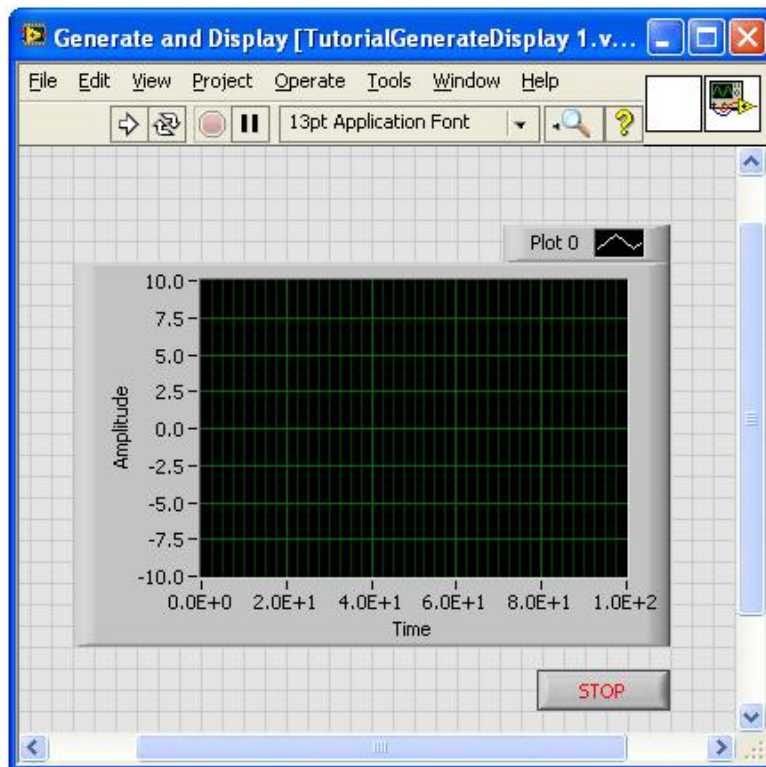 Generate and Display [TutorialGenerateDisplay 1.v...
File Edit View Project Operate Tools Window Help
13pt Application Font
Plot 0
10.0
7.5
5.0
2.5
0.0
-2.5
-5.0
-7.5
-10.0
Amplitude
0.0E+0 2.0E+1 4.0E+1 6.0E+1 8.0E+1 1.0E+2
Time
STOP